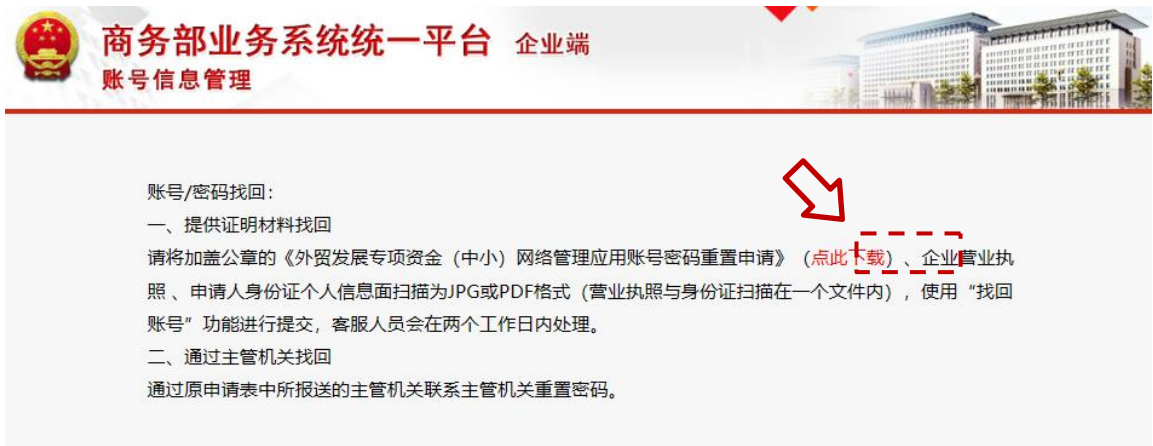 商务部业务系统统一平台 企业端
账号信息管理
账号/密码找回：
一、提供证明材料找回
请将加盖公章的《外贸发展专项资金（中小）网络管理应用账号密码重置申请》（点此下载）、企业营业执
照 、申请人身份证个人信息面扫描为JPG或PDF格式（营业执照与身份证扫描在一个文件内），使用“找回
账号”功能进行提交，客服人员会在两个工作日内处理。
二、通过主管机关找回
通过原申请表中所报送的主管机关联系主管机关重置密码。